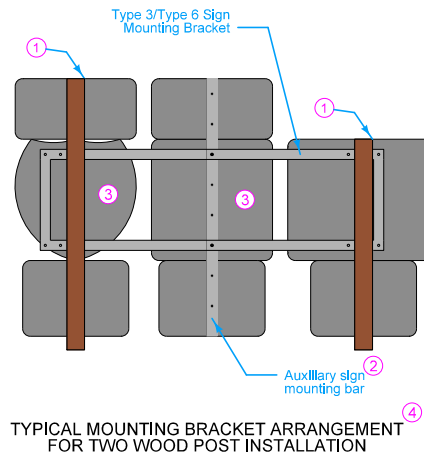 Type 3/Type 6 Sign
Mounting Bracket
1
1
3
3
Auxiliary sign
mounting bar
2
4
TYPICAL MOUNTING BRACKET ARRANGEMENT
FOR TWO WOOD POST INSTALLATION